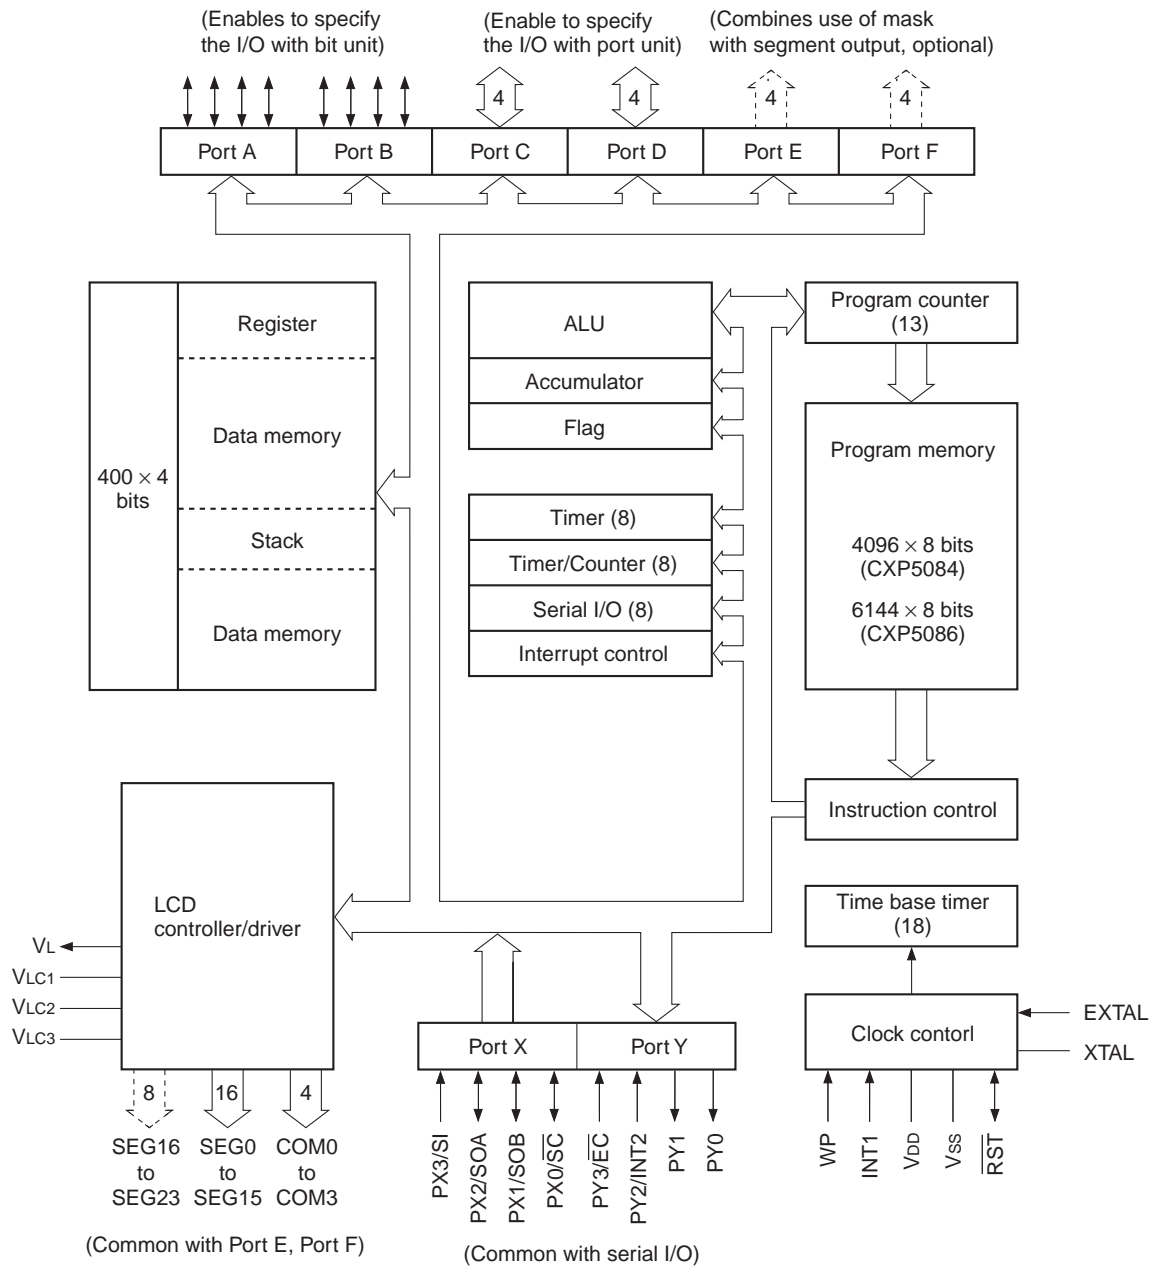 (Enables to specify
the I/O with bit unit)
(Enable to specify
the I/O with port unit)
(Combines use of mask
with segment output, optional)
4
4
4
4
Port A
Port B
Port C
Port D
Port E
Port F
400 × 4
bits
Register
Data memory
Stack
Data memory
ALU
Accumulator
Flag
Timer (8)
Timer/Counter (8)
Serial I/O (8)
Interrupt control
Program counter
(13)
Program memory
4096 × 8 bits
(CXP5084)
6144 × 8 bits
(CXP5086)
Instruction control
Time base timer
(18)
Clock contorl
EXTAL
XTAL
WP
INT1
VDD
VSS
R̅S̅T̅
LCD
controller/driver
VL
VLC1
VLC2
VLC3
8
16
4
SEG16
to
SEG23
SEG0
to
SEG15
COM0
to
COM3
(Common with Port E, Port F)
Port X
Port Y
PX3/SI
PX2/SOA
PX1/SOB
PX0/S̅C̅
PY3/E̅C̅
PY2/INT2
PY1
PY0
(Common with serial I/O)